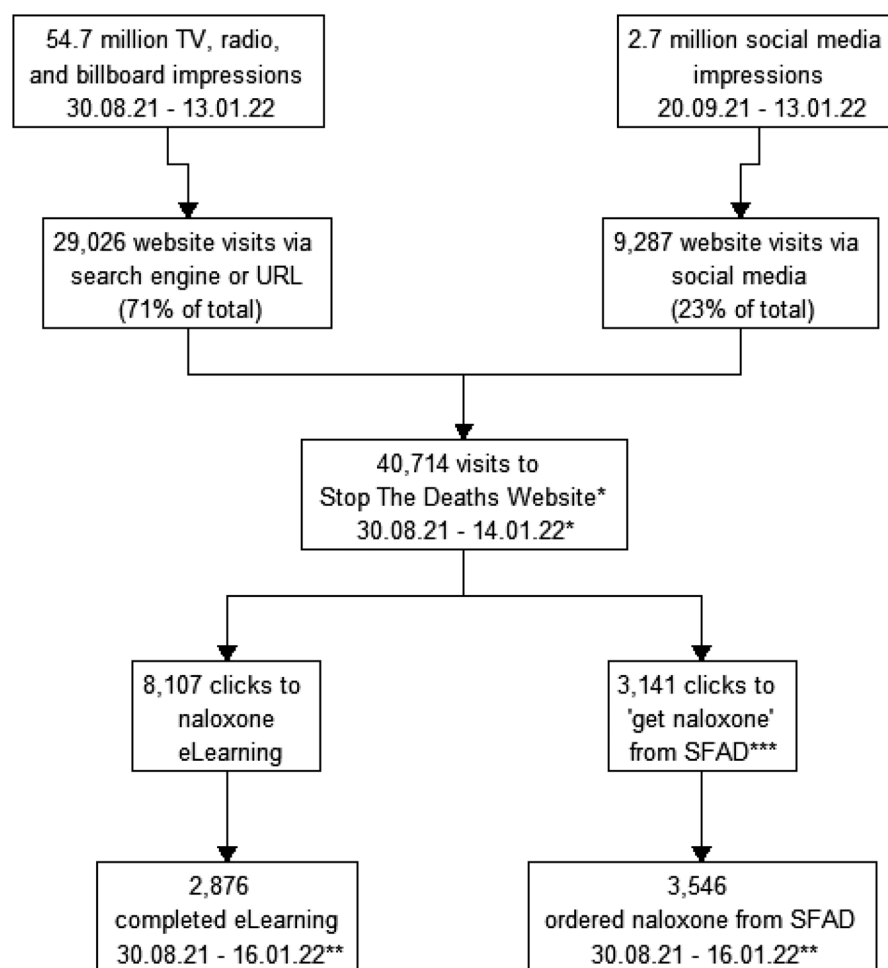 54.7 million TV, radio,
and billboard impressions
30.08.21 - 13.01.22
2.7 million social media
impressions
20.09.21 - 13.01.22
29,026 website visits via
search engine or URL
(71% of total)
9,287 website visits via
social media
(23% of total)
40,714 visits to
Stop The Deaths Website*
30.08.21 - 14.01.22*
8,107 clicks to
naloxone
eLearning
3,141 clicks to
'get naloxone'
from SFAD***
2,876
completed eLearning
30.08.21 - 16.01.22**
3,546
ordered naloxone from SFAD
30.08.21 - 16.01.22**